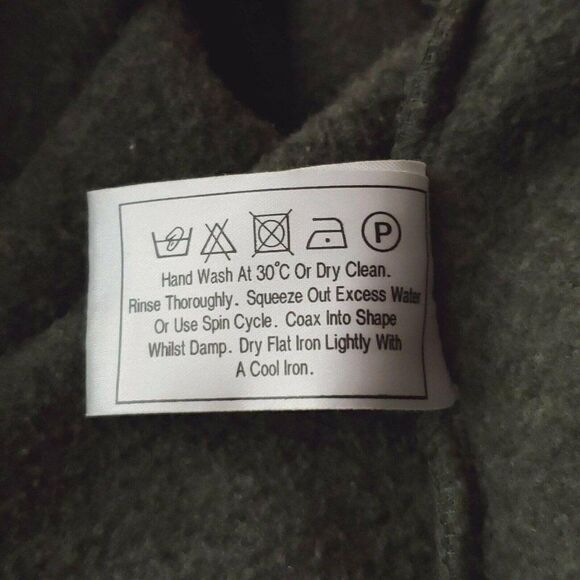 P
Hand Wash At 30°C Or Dry Clean.
Rinse Thoroughly. Squeeze Out Excess Water
Or Use Spin Cycle. Coax Into Shape
Whilst Damp. Dry Flat Iron Lightly With
A Cool Iron.